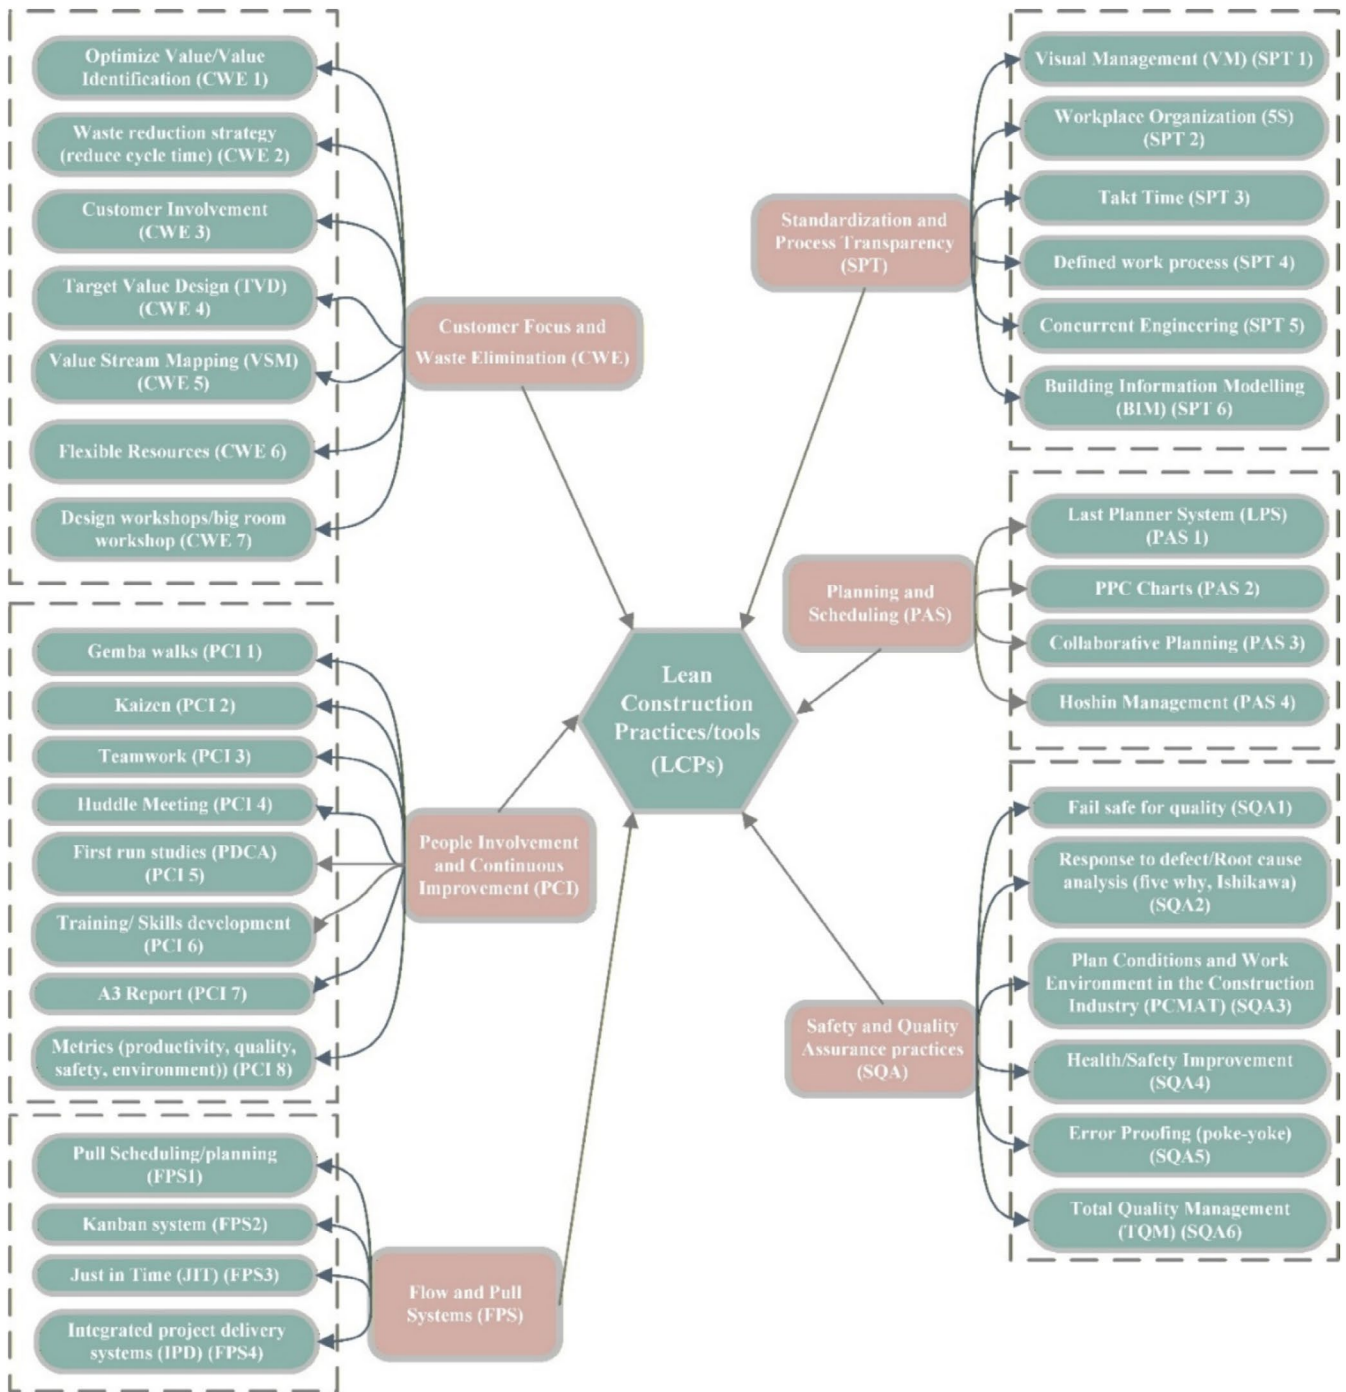 Optimize Value/Value
Identification (CWE 1)
Waste reduction strategy
(reduce cycle time) (CWE 2)
Customer Involvement
(CWE 3)
Target Value Design (TVD)
(CWE 4)
Value Stream Mapping (VSM)
(CWE 5)
Flexible Resources (CWE 6)
Design workshops/big room
workshop (CWE 7)
Customer Focus and
Waste Elimination (CWE)
Gemba walks (PCI 1)
Kaizen (PCI 2)
Teamwork (PCI 3)
Huddle Meeting (PCI 4)
First run studies (PDCA)
(PCI 5)
Training/ Skills development
(PCI 6)
A3 Report (PCI 7)
Metrics (productivity, quality,
safety, environment)) (PCI 8)
People Involvement
and Continuous
Improvement (PCI)
Pull Scheduling/planning
(FPS1)
Kanban system (FPS2)
Just in Time (JIT) (FPS3)
Integrated project delivery
systems (IPD) (FPS4)
Flow and Pull
Systems (FPS)
Lean
Construction
Practices/tools
(LCPs)
Standardization and
Process Transparency
(SPT)
Visual Management (VM) (SPT 1)
Workplace Organization (5S)
(SPT 2)
Takt Time (SPT 3)
Defined work process (SPT 4)
Concurrent Engineering (SPT 5)
Building Information Modelling
(BIM) (SPT 6)
Planning and
Scheduling (PAS)
Last Planner System (LPS)
(PAS 1)
PPC Charts (PAS 2)
Collaborative Planning (PAS 3)
Hoshin Management (PAS 4)
Safety and Quality
Assurance practices
(SQA)
Fail safe for quality (SQA1)
Response to defect/Root cause
analysis (five why, Ishikawa)
(SQA2)
Plan Conditions and Work
Environment in the Construction
Industry (PCMAT) (SQA3)
Health/Safety Improvement
(SQA4)
Error Proofing (poke-yoke)
(SQA5)
Total Quality Management
(TQM) (SQA6)